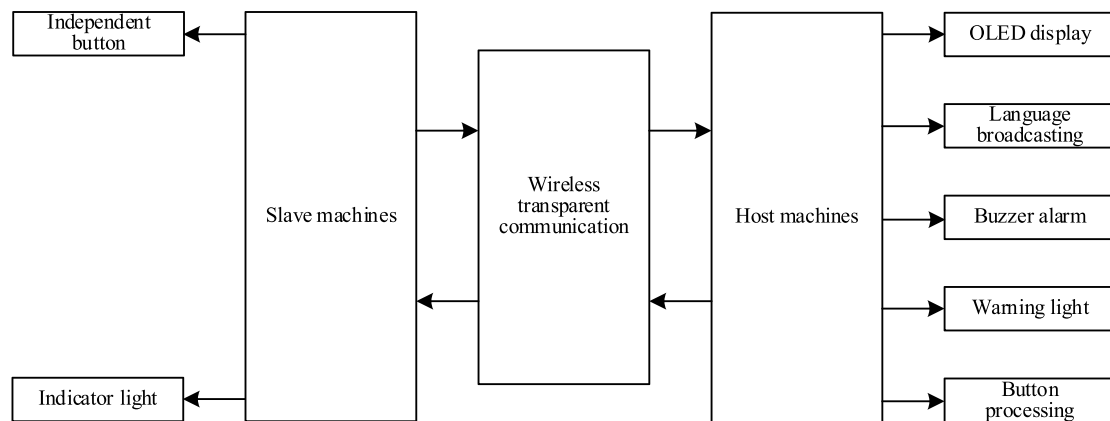 Independent
button
Indicator light
Slave machines
Wireless
transparent
communication
Host machines
OLED display
Language
broadcasting
Buzzer alarm
Warning light
Button
processing